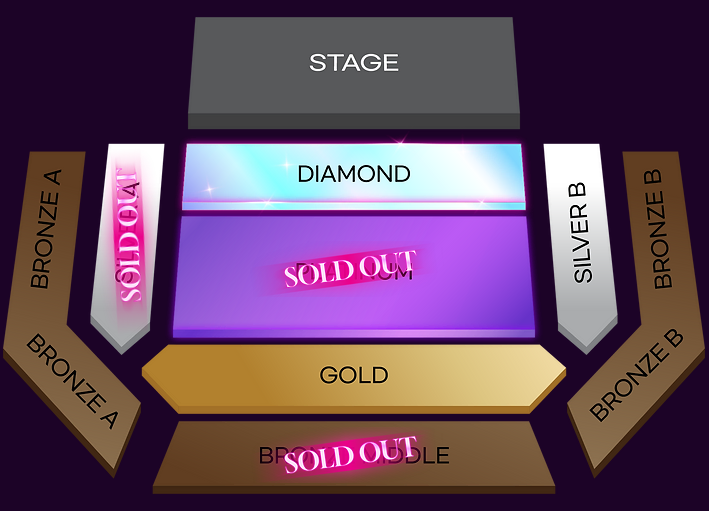 STAGE
DIAMOND
BRONZE A
SOLD OUT
SILVER B
BRONZE B
SOLD OUT
GOLD
BRONZE A
BRONZE B
SOLD OUT